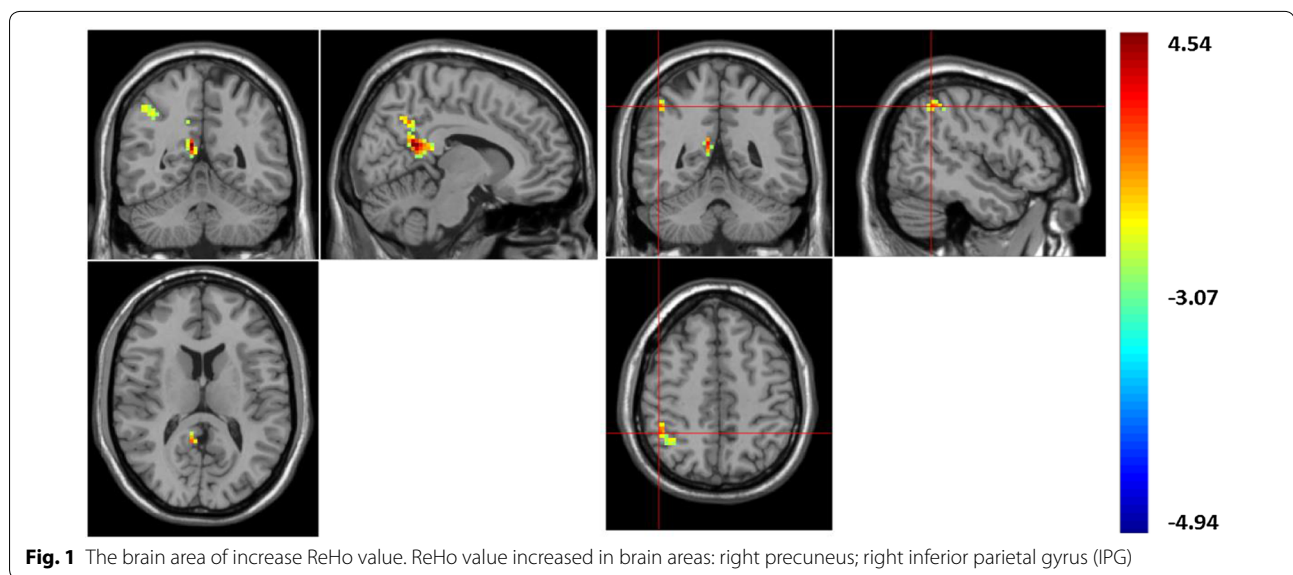 4.54
-3.07
-4.94
Fig. 1 The brain area of increase ReHo value. ReHo value increased in brain areas: right precuneus; right inferior parietal gyrus (IPG)